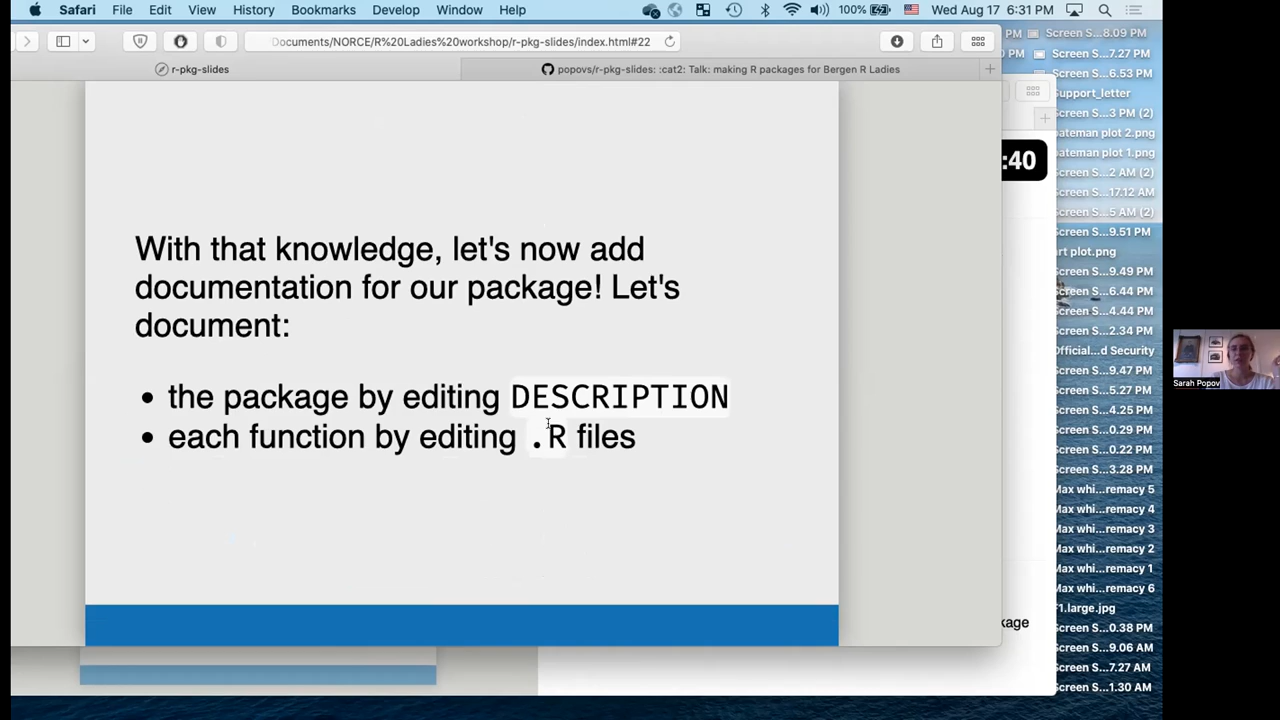 Safari File Edit View History Bookmarks Develop Window Help 100% Wed Aug 17 6:31 PM
Documents/NORCE/R%20Ladies%20workshop/r-pkg-slides/index.html#22
r-pkg-slides
popovs/r-pkg-slides: :cat2: Talk: making R packages for Bergen R Ladies
:40
With that knowledge, let's now add
documentation for our package! Let's
document:
• the package by editing DESCRIPTION
• each function by editing .R files
kage
PM Screen S...8.09 PM
Screen S...7.27 PM
Screen S...6.53 PM
Support_letter
3 PM (2)
bateman plot 2.png
bateman plot 1.png
Screen S...2 AM (2)
Screen S...17.12 AM
Screen S...5 AM (2)
Screen S...9.51 PM
art plot.png
Screen S...9.49 PM
Screen S...6.44 PM
Screen S...4.44 PM
Screen S...2.34 PM
Official...d Security
Screen S...9.47 PM
Screen S...5.27 PM
Screen S...4.25 PM
Screen S...0.29 PM
Screen S...0.22 PM
Screen S...3.28 PM
Max whi...remacy 5
Max whi...remacy 4
Max whi...remacy 3
Max whi...remacy 2
Max whi...remacy 1
Max whi...remacy 6
F1.large.jpg
Screen S...0.38 PM
Screen S...9.06 AM
Screen S...7.27 AM
Screen S...1.30 AM
Sarah Popov